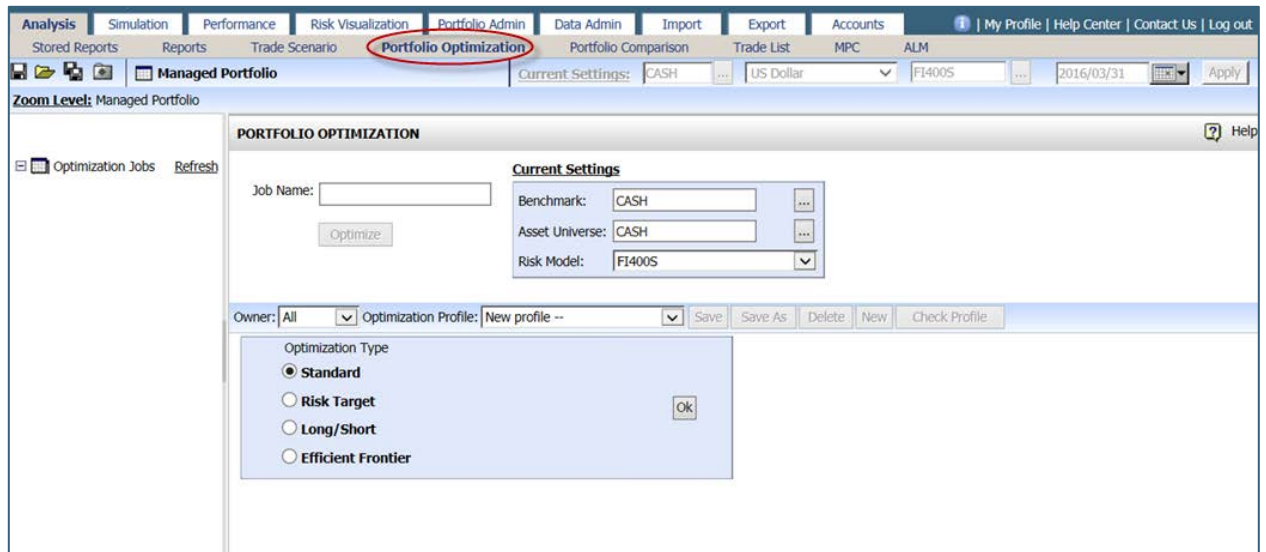 Analysis Simulation Performance Risk Visualization Portfolio Admin Data Admin Import Export Accounts | My Profile | Help Center | Contact Us | Log out
Stored Reports Reports Trade Scenario Portfolio Optimization Portfolio Comparison Trade List MPC ALM
Managed Portfolio Current Settings: CASH ... US Dollar FI400S ... 2016/03/31 Apply
Zoom Level: Managed Portfolio
PORTFOLIO OPTIMIZATION Help
Optimization Jobs Refresh
Current Settings
Job Name:
Benchmark: CASH ...
Optimize
Asset Universe: CASH ...
Risk Model: FI400S
Owner: All Optimization Profile: New profile -- Save Save As Delete New Check Profile
Optimization Type
Standard
Risk Target
Ok
Long/Short
Efficient Frontier